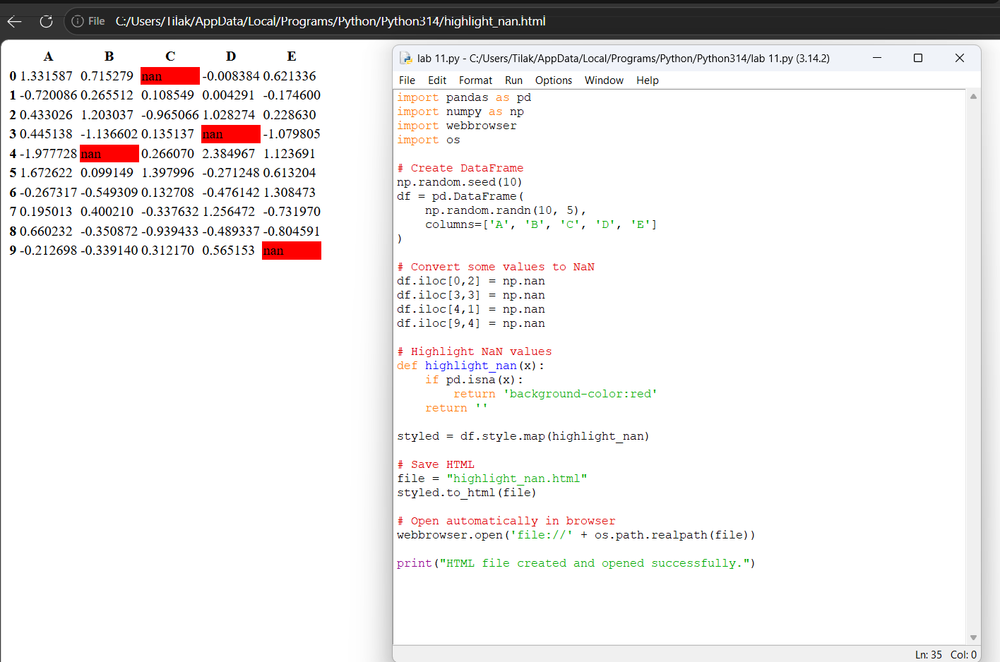 File C:/Users/Tilak/AppData/Local/Programs/Python/Python314/highlight_nan.html
A B C D E
0 1.331587 0.715279 nan -0.008384 0.621336
1 -0.720086 0.265512 0.108549 0.004291 -0.174600
2 0.433026 1.203037 -0.965066 1.028274 0.228630
3 0.445138 -1.136602 0.135137 nan -1.079805
4 -1.977728 nan 0.266070 2.384967 1.123691
5 1.672622 0.099149 1.397996 -0.271248 0.613204
6 -0.267317 -0.549309 0.132708 -0.476142 1.308473
7 0.195013 0.400210 -0.337632 1.256472 -0.731970
8 0.660232 -0.350872 -0.939433 -0.489337 -0.804591
9 -0.212698 -0.339140 0.312170 0.565153 nan
lab 11.py - C:/Users/Tilak/AppData/Local/Programs/Python/Python314/lab 11.py (3.14.2)
File Edit Format Run Options Window Help
import pandas as pd
import numpy as np
import webbrowser
import os
# Create DataFrame
np.random.seed(10)
df = pd.DataFrame(
    np.random.randn(10, 5),
    columns=['A', 'B', 'C', 'D', 'E']
)
# Convert some values to NaN
df.iloc[0,2] = np.nan
df.iloc[3,3] = np.nan
df.iloc[4,1] = np.nan
df.iloc[9,4] = np.nan
# Highlight NaN values
def highlight_nan(x):
    if pd.isna(x):
        return 'background-color:red'
    return ''
styled = df.style.map(highlight_nan)
# Save HTML
file = "highlight_nan.html"
styled.to_html(file)
# Open automatically in browser
webbrowser.open('file://' + os.path.realpath(file))
print("HTML file created and opened successfully.")
Ln: 35 Col: 0